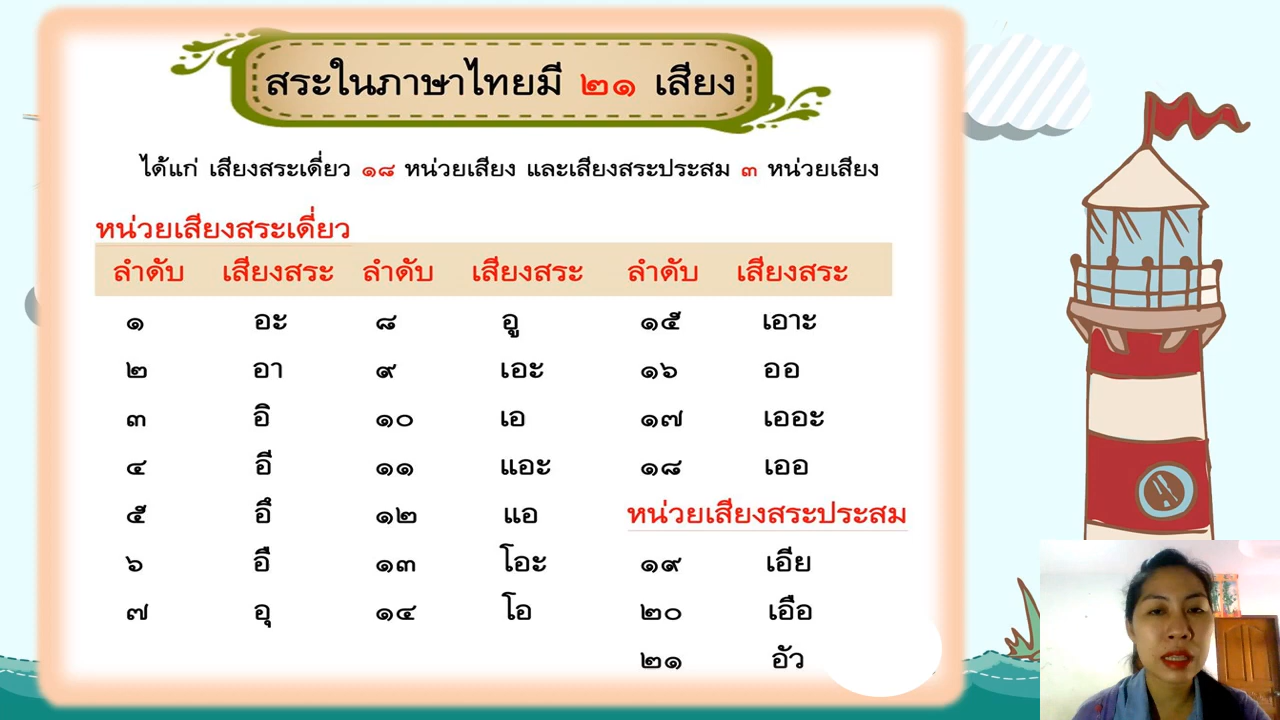 สระในภาษาไทยมี ๒๑ เสียง
ได้แก่ เสียงสระเดี่ยว ๑๘ หน่วยเสียง และเสียงสระประสม ๓ หน่วยเสียง
หน่วยเสียงสระเดี่ยว
ลำดับ เสียงสระ ลำดับ เสียงสระ ลำดับ เสียงสระ
๑ อะ ๘ อู ๑๕ เอาะ
๒ อา ๙ เอะ ๑๖ ออ
๓ อิ ๑๐ เอ ๑๗ เออะ
๔ อี ๑๑ แอะ ๑๘ เออ
๕ อึ ๑๒ แอ หน่วยเสียงสระประสม
๖ อื ๑๓ โอะ ๑๙ เอีย
๗ อุ ๑๔ โอ ๒๐ เอือ
๒๑ อัว